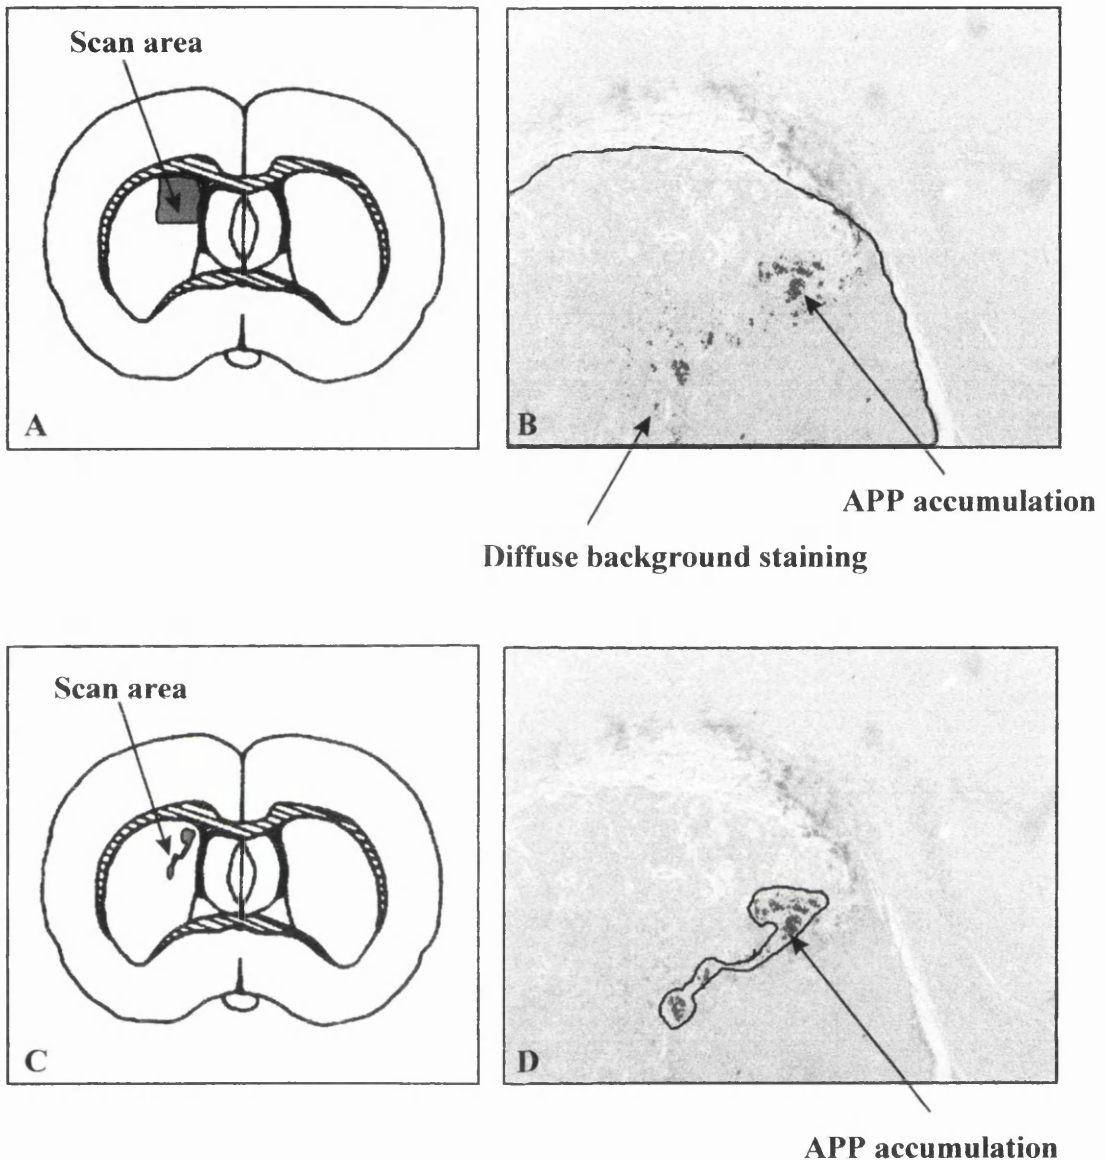 Scan area
A
B
APP accumulation
Diffuse background staining
Scan area
C
D
APP accumulation